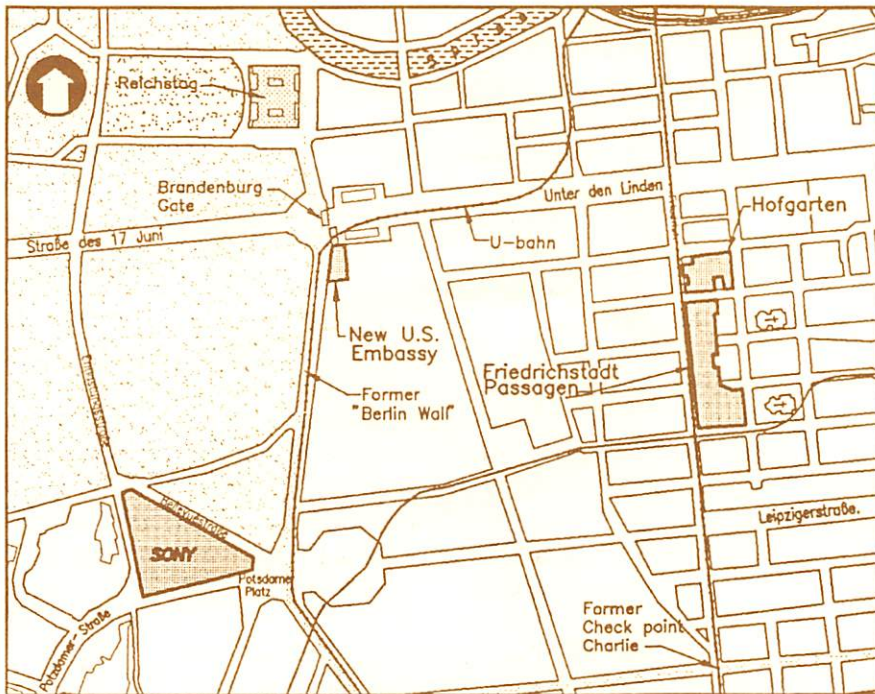 SPREE
Reichstag
Brandenburg
Gate
Unter den Linden
Hofgarten
Straße des 17 Juni
U-bahn
New U.S.
Embassy
Friedrichstadt
Passagen
Former
"Berlin Wall"
SONY
Potsdamer
Platz
Leipzigerstraße.
Potsdamer-Straße
Former
Check point
Charlie